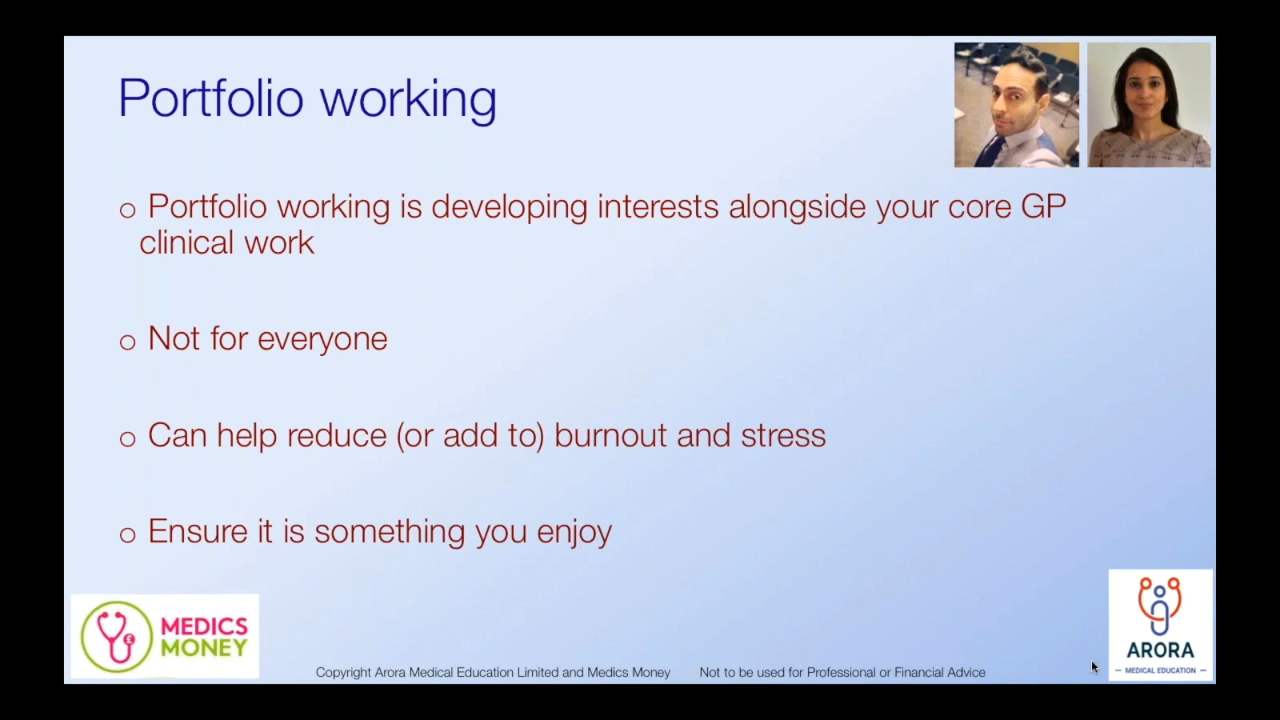 Portfolio working
o Portfolio working is developing interests alongside your core GP
clinical work
o Not for everyone
o Can help reduce (or add to) burnout and stress
o Ensure it is something you enjoy
MEDICS
MONEY
Copyright Arora Medical Education Limited and Medics Money Not to be used for Professional or Financial Advice
ARORA
– MEDICAL EDUCATION –